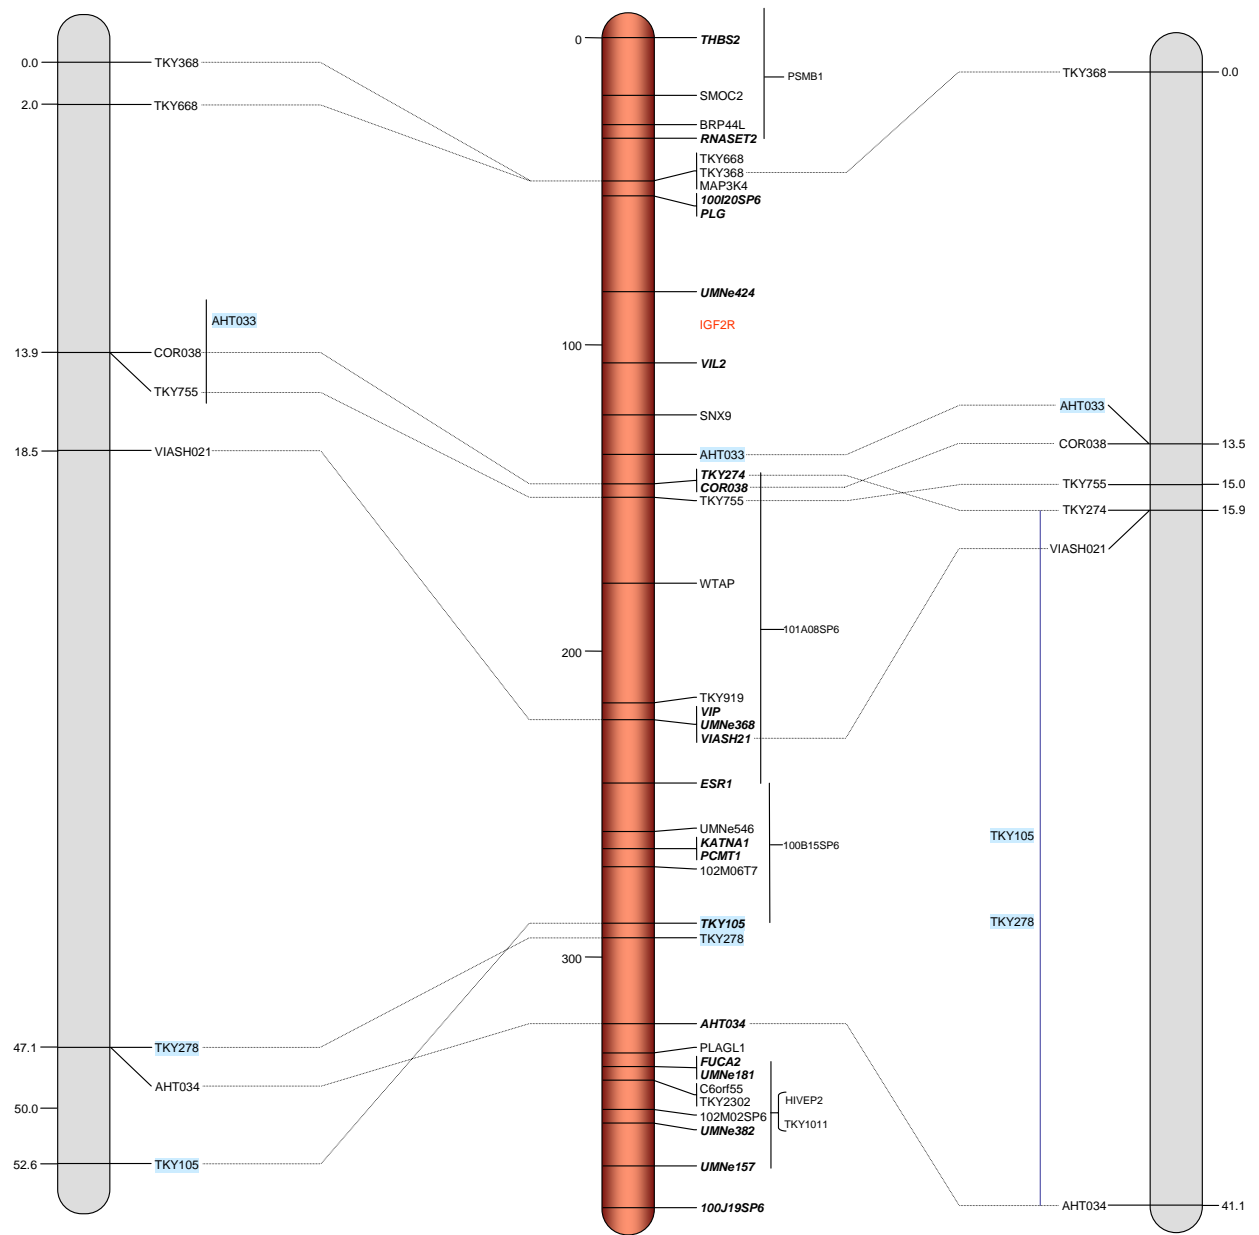 0.0
TKY368
2.0
TKY668
AHT033
13.9
COR038
TKY755
18.5
VIASH021
47.1
TKY278
AHT034
50.0
52.6
TKY105
0
THBS2
PSMB1
SMOC2
BRP44L
RNASET2
TKY668
TKY368
MAP3K4
100I20SP6
PLG
UMNe424
IGF2R
100
VIL2
SNX9
AHT033
TKY274
COR038
TKY755
WTAP
101A08SP6
200
TKY919
VIP
UMNe368
VIASH21
ESR1
UMNe546
KATNA1
PCMT1
100B15SP6
102M06T7
TKY105
TKY278
300
AHT034
PLAGL1
FUCA2
UMNe181
C6orf55
TKY2302
HIVEP2
102M02SP6
TKY1011
UMNe382
UMNe157
100J19SP6
TKY368
0.0
AHT033
COR038
13.5
TKY755
15.0
TKY274
15.9
VIASH021
TKY105
TKY278
AHT034
41.1